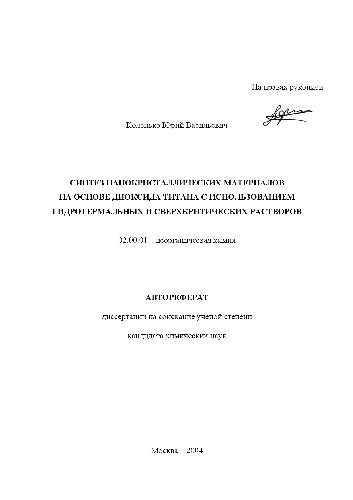 На правах рукописи
Юрий Васильевич
СИНТЕЗ НАНОКРИСТАЛЛИЧЕСКИХ МАТЕРИАЛОВ
НА ОСНОВЕ ДИОКСИДА ТИТАНА С ИСПОЛЬЗОВАНИЕМ
ГИДРОТЕРМАЛЬНЫХ И СВЕРХКРИТИЧЕСКИХ РАСТВОРОВ
02.00.01 – неорганическая химия
АВТОРЕФЕРАТ
диссертации на соискание ученой степени
кандидата химических наук
Москва – 2004